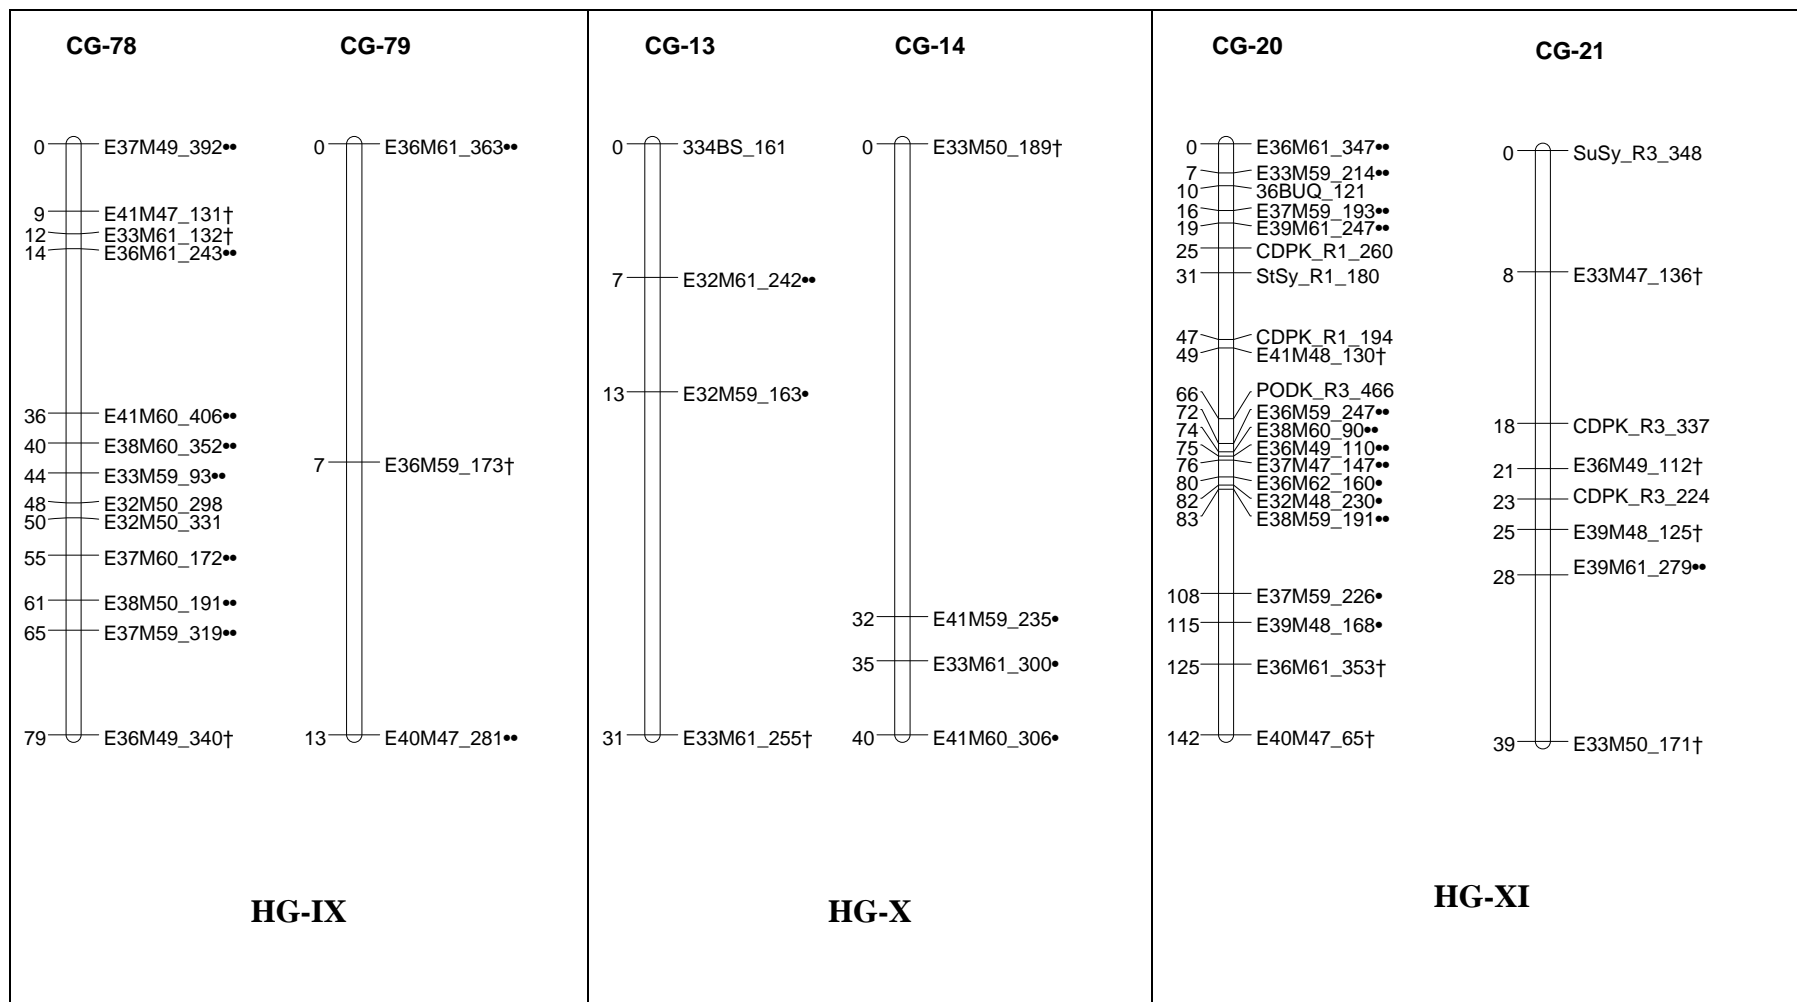 CG-78
0 E37M49_392••
9 E41M47_131†
12 E33M61_132†
14 E36M61_243••
36 E41M60_406••
40 E38M60_352••
44 E33M59_93••
48 E32M50_298
50 E32M50_331
55 E37M60_172••
61 E38M50_191••
65 E37M59_319••
79 E36M49_340†
CG-79
0 E36M61_363••
7 E36M59_173†
13 E40M47_281••
HG-IX
CG-13
0 334BS_161
7 E32M61_242••
13 E32M59_163•
31 E33M61_255†
CG-14
0 E33M50_189†
32 E41M59_235•
35 E33M61_300•
40 E41M60_306•
HG-X
CG-20
0 E36M61_347••
7 E33M59_214••
10 36BUQ_121
16 E37M59_193••
19 E39M61_247••
25 CDPK_R1_260
31 StSy_R1_180
47 CDPK_R1_194
49 E41M48_130†
66 PODK_R3_466
72 E36M59_247••
74 E38M60_90••
75 E36M49_110••
76 E37M47_147••
80 E36M62_160•
82 E32M48_230•
83 E38M59_191••
108 E37M59_226•
115 E39M48_168•
125 E36M61_353†
142 E40M47_65†
CG-21
0 SuSy_R3_348
8 E33M47_136†
18 CDPK_R3_337
21 E36M49_112†
23 CDPK_R3_224
25 E39M48_125†
28 E39M61_279••
39 E33M50_171†
HG-XI